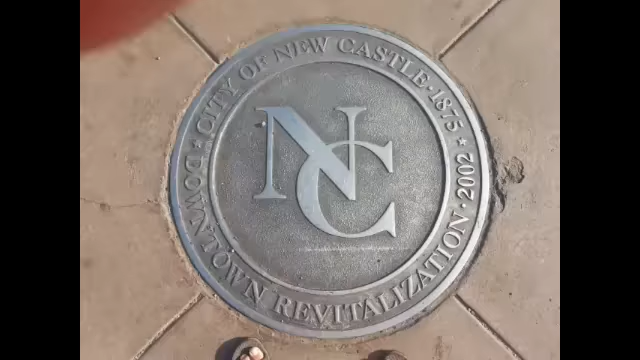 ★ CITY OF NEW CASTLE · 1875 ★
DOWNTOWN REVITALIZATION · 2002
NC